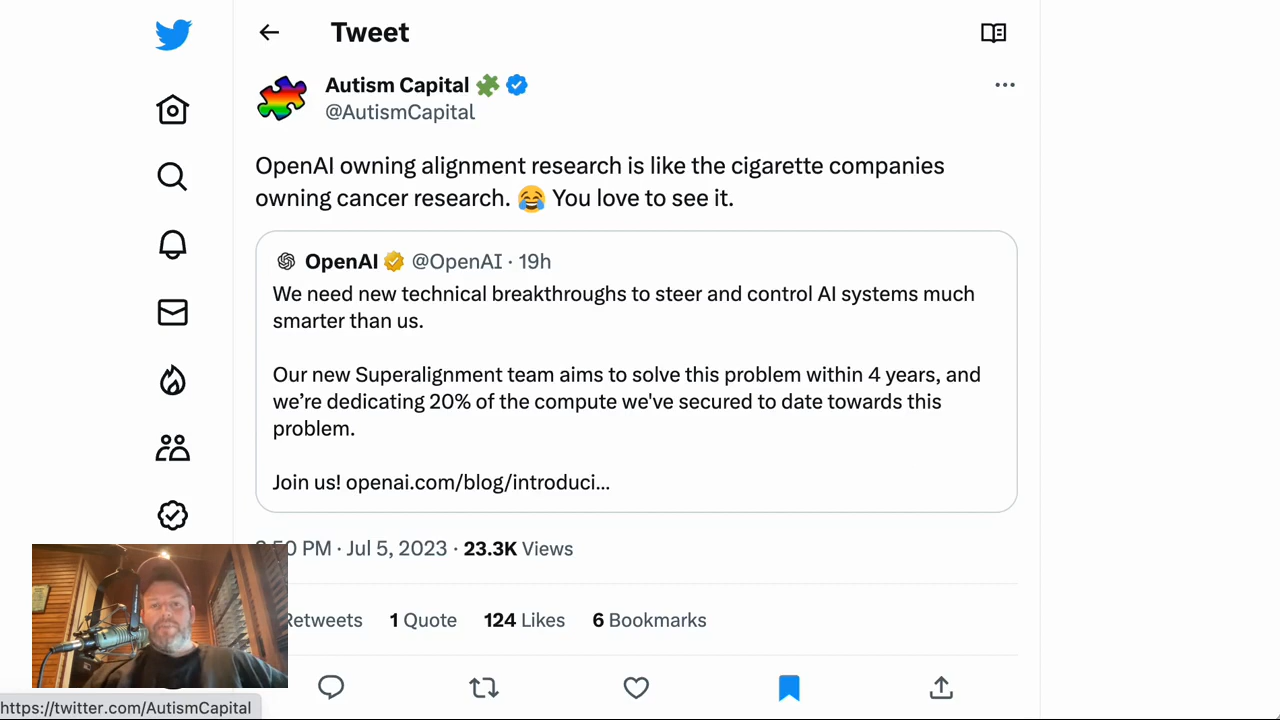 Tweet
Autism Capital
@AutismCapital
OpenAI owning alignment research is like the cigarette companies
owning cancer research. 😂 You love to see it.
OpenAI @OpenAI · 19h
We need new technical breakthroughs to steer and control AI systems much
smarter than us.
Our new Superalignment team aims to solve this problem within 4 years, and
we’re dedicating 20% of the compute we've secured to date towards this
problem.
Join us! openai.com/blog/introduci...
:50 PM · Jul 5, 2023 · 23.3K Views
Retweets 1 Quote 124 Likes 6 Bookmarks
https://twitter.com/AutismCapital